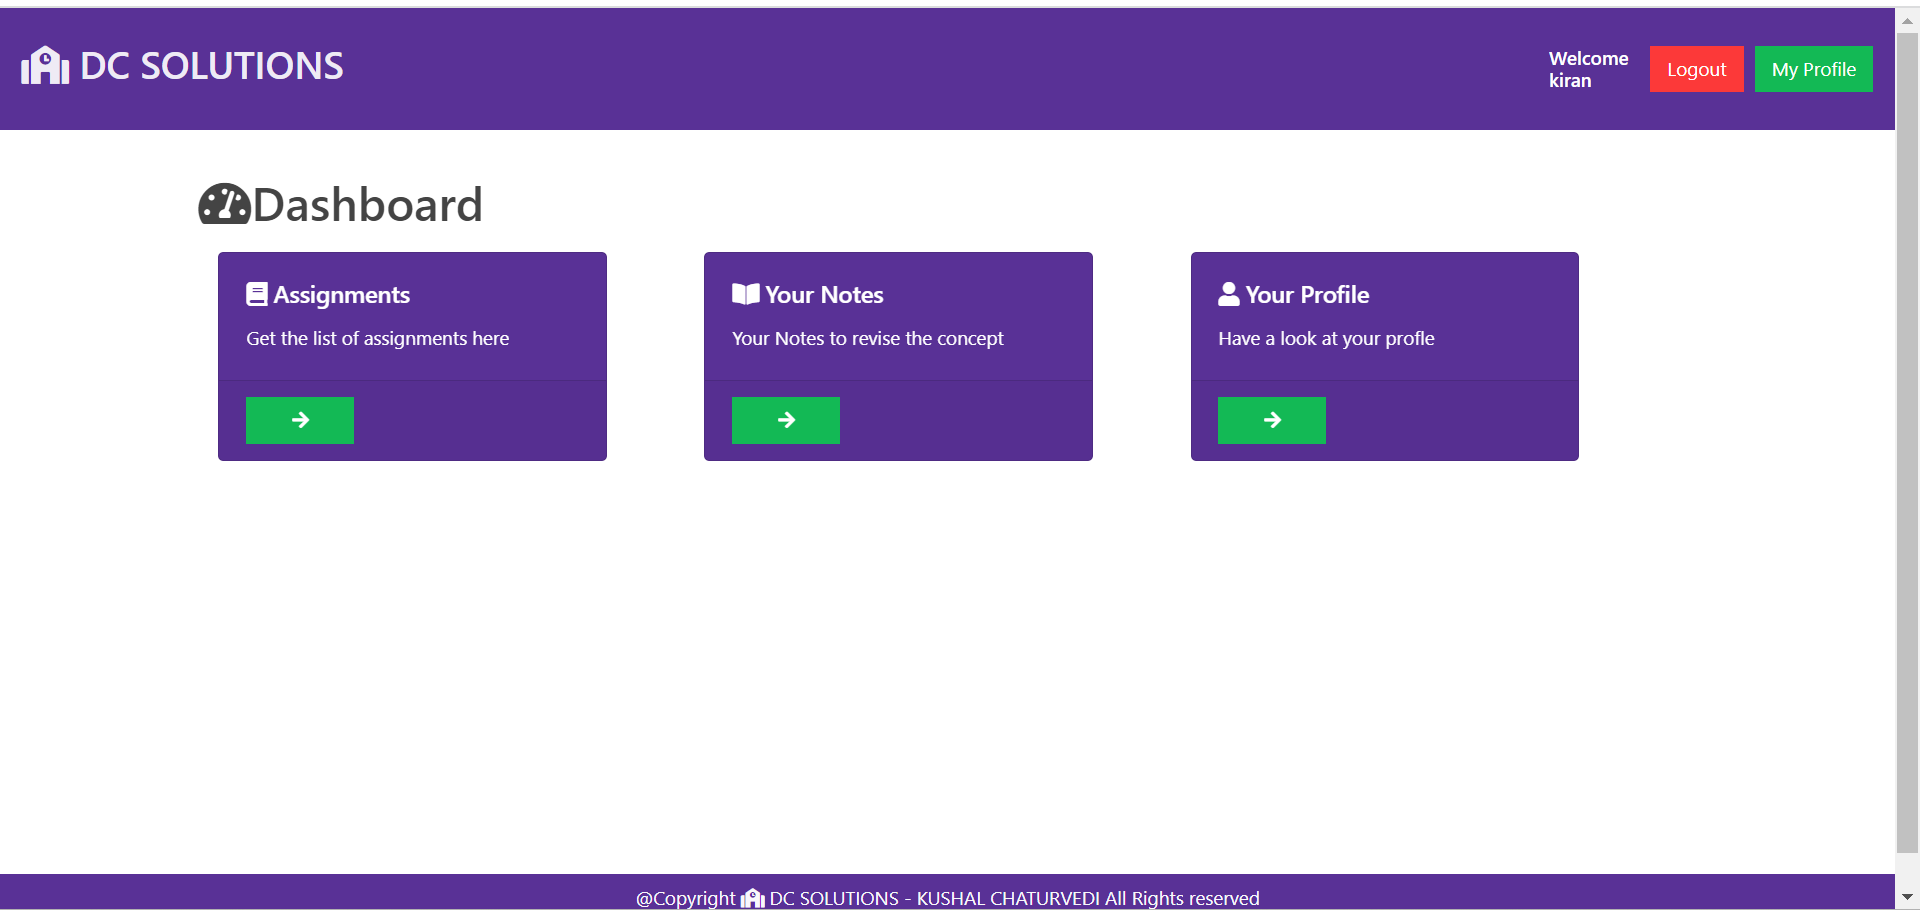 DC SOLUTIONS
Welcome
kiran
Logout
My Profile
Dashboard
Assignments
Get the list of assignments here
Your Notes
Your Notes to revise the concept
Your Profile
Have a look at your profle
@Copyright DC SOLUTIONS - KUSHAL CHATURVEDI All Rights reserved